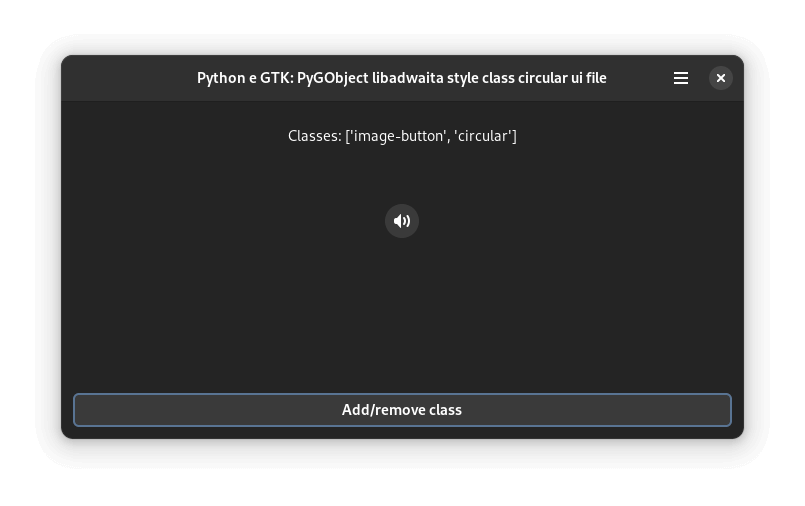 Python e GTK: PyGObject libadwaita style class circular ui file
Classes: ['image-button', 'circular']
Add/remove class